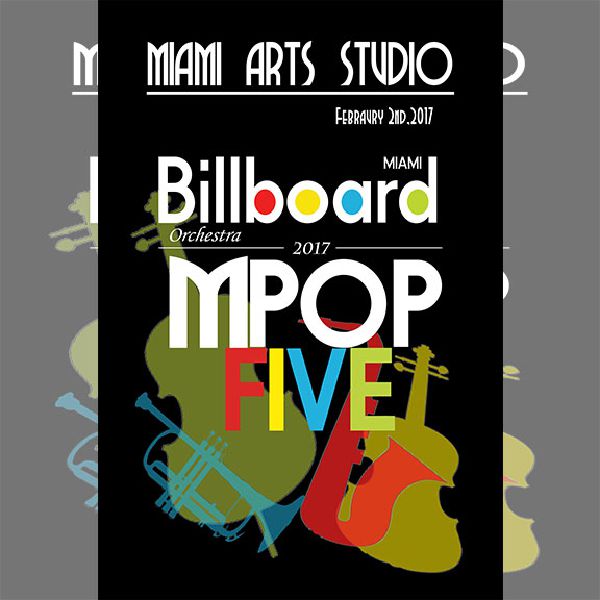 MIAMI ARTS STUDIO
FEBRAURY 2ND,2017
MIAMI
Billboard
Orchestra
2017
MPOP
FIVE